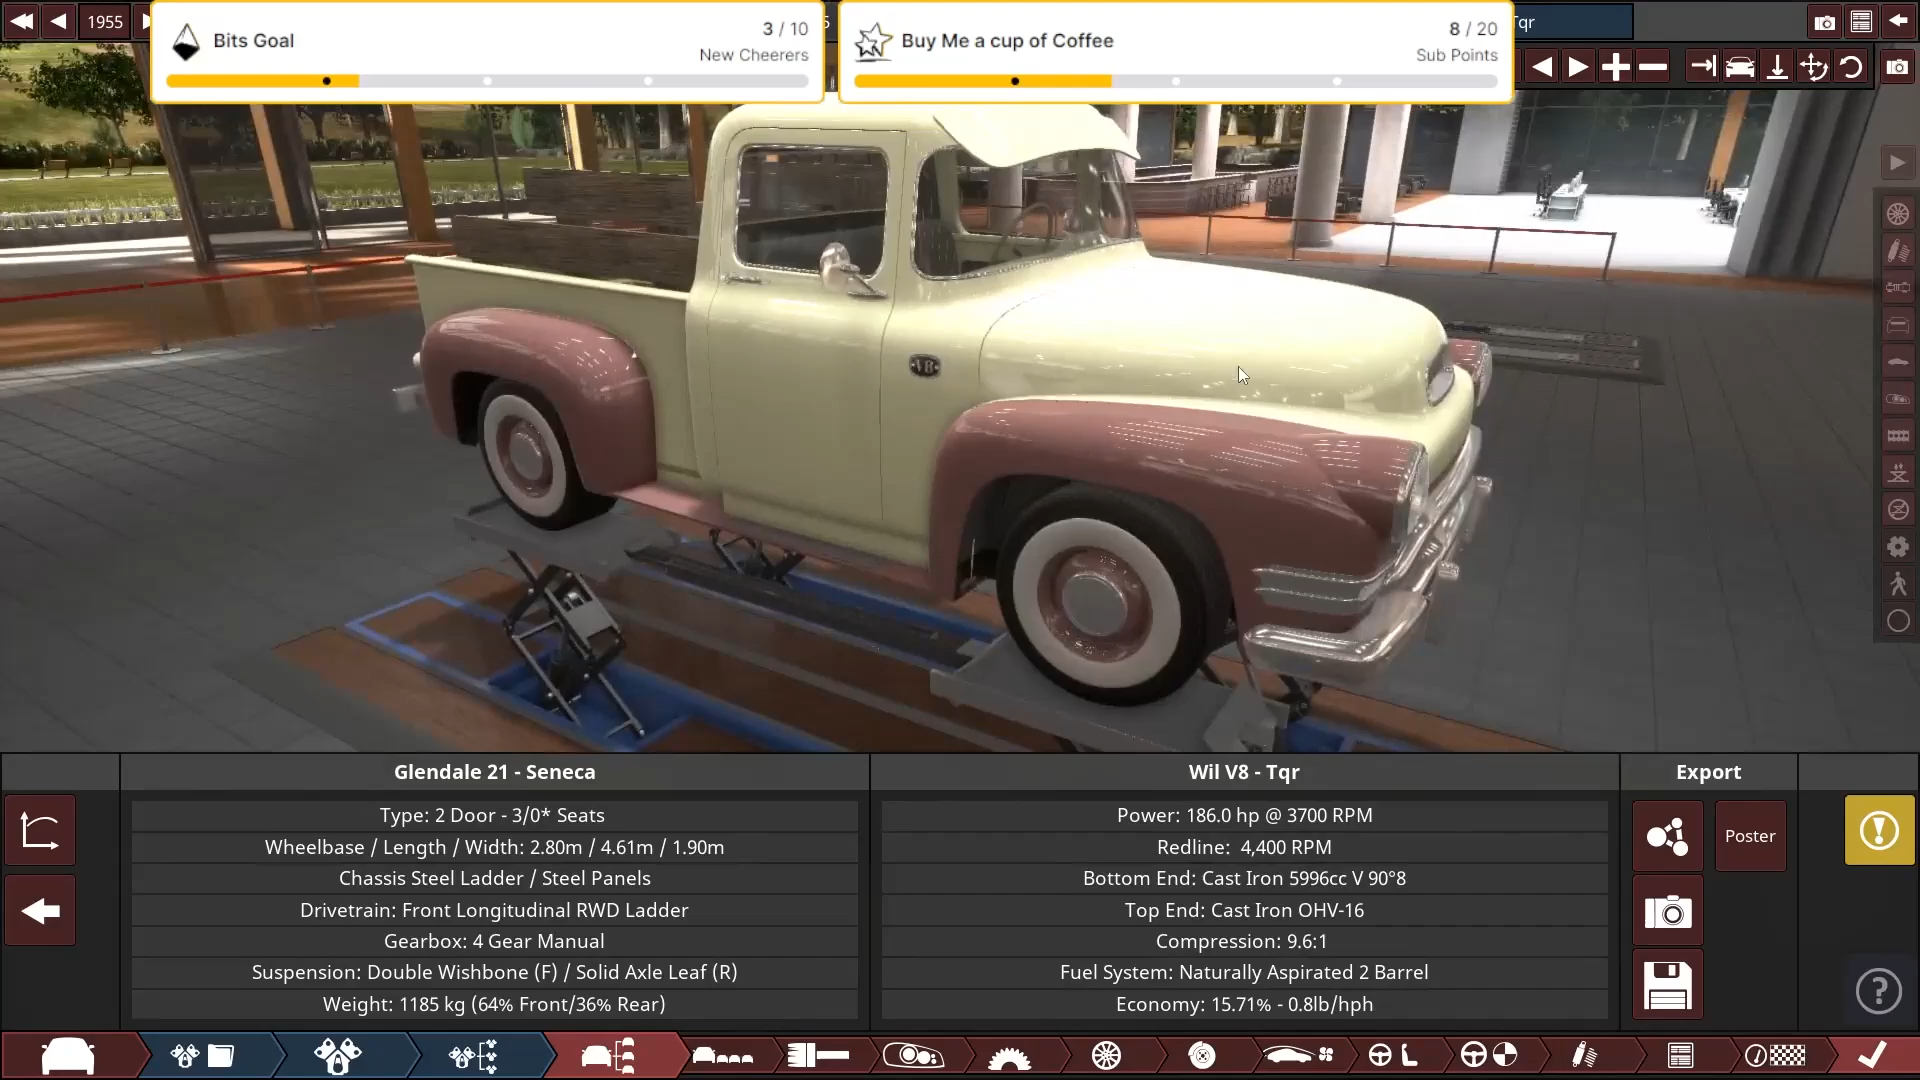 1955
5
Tqr
Bits Goal
3 / 10
New Cheerers
Buy Me a cup of Coffee
8 / 20
Sub Points
V8
Glendale 21 - Seneca
Type: 2 Door - 3/0* Seats
Wheelbase / Length / Width: 2.80m / 4.61m / 1.90m
Chassis Steel Ladder / Steel Panels
Drivetrain: Front Longitudinal RWD Ladder
Gearbox: 4 Gear Manual
Suspension: Double Wishbone (F) / Solid Axle Leaf (R)
Weight: 1185 kg (64% Front/36% Rear)
Wil V8 - Tqr
Power: 186.0 hp @ 3700 RPM
Redline: 4,400 RPM
Bottom End: Cast Iron 5996cc V 90°8
Top End: Cast Iron OHV-16
Compression: 9.6:1
Fuel System: Naturally Aspirated 2 Barrel
Economy: 15.71% - 0.8lb/hph
Export
Poster